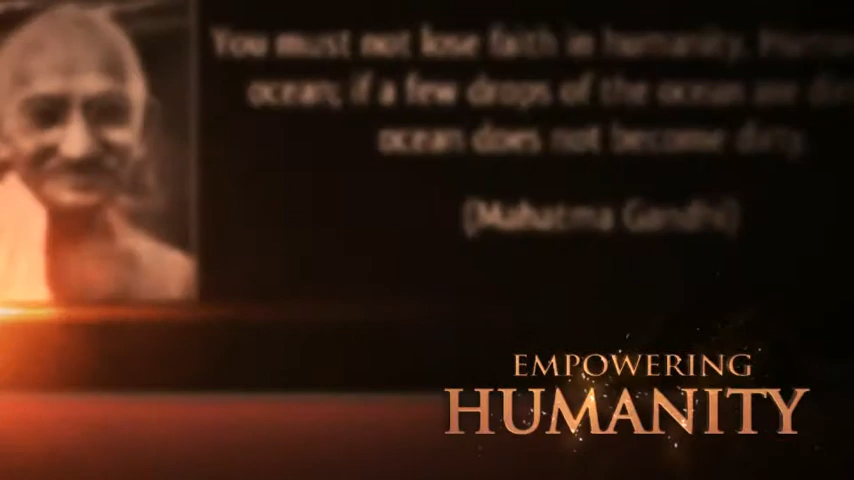 You must not lose faith in humanity.
ocean; if a few drops of the ocean are
ocean does not become dirty.
(Mahatma Gandhi)
EMPOWERING
HUMANITY